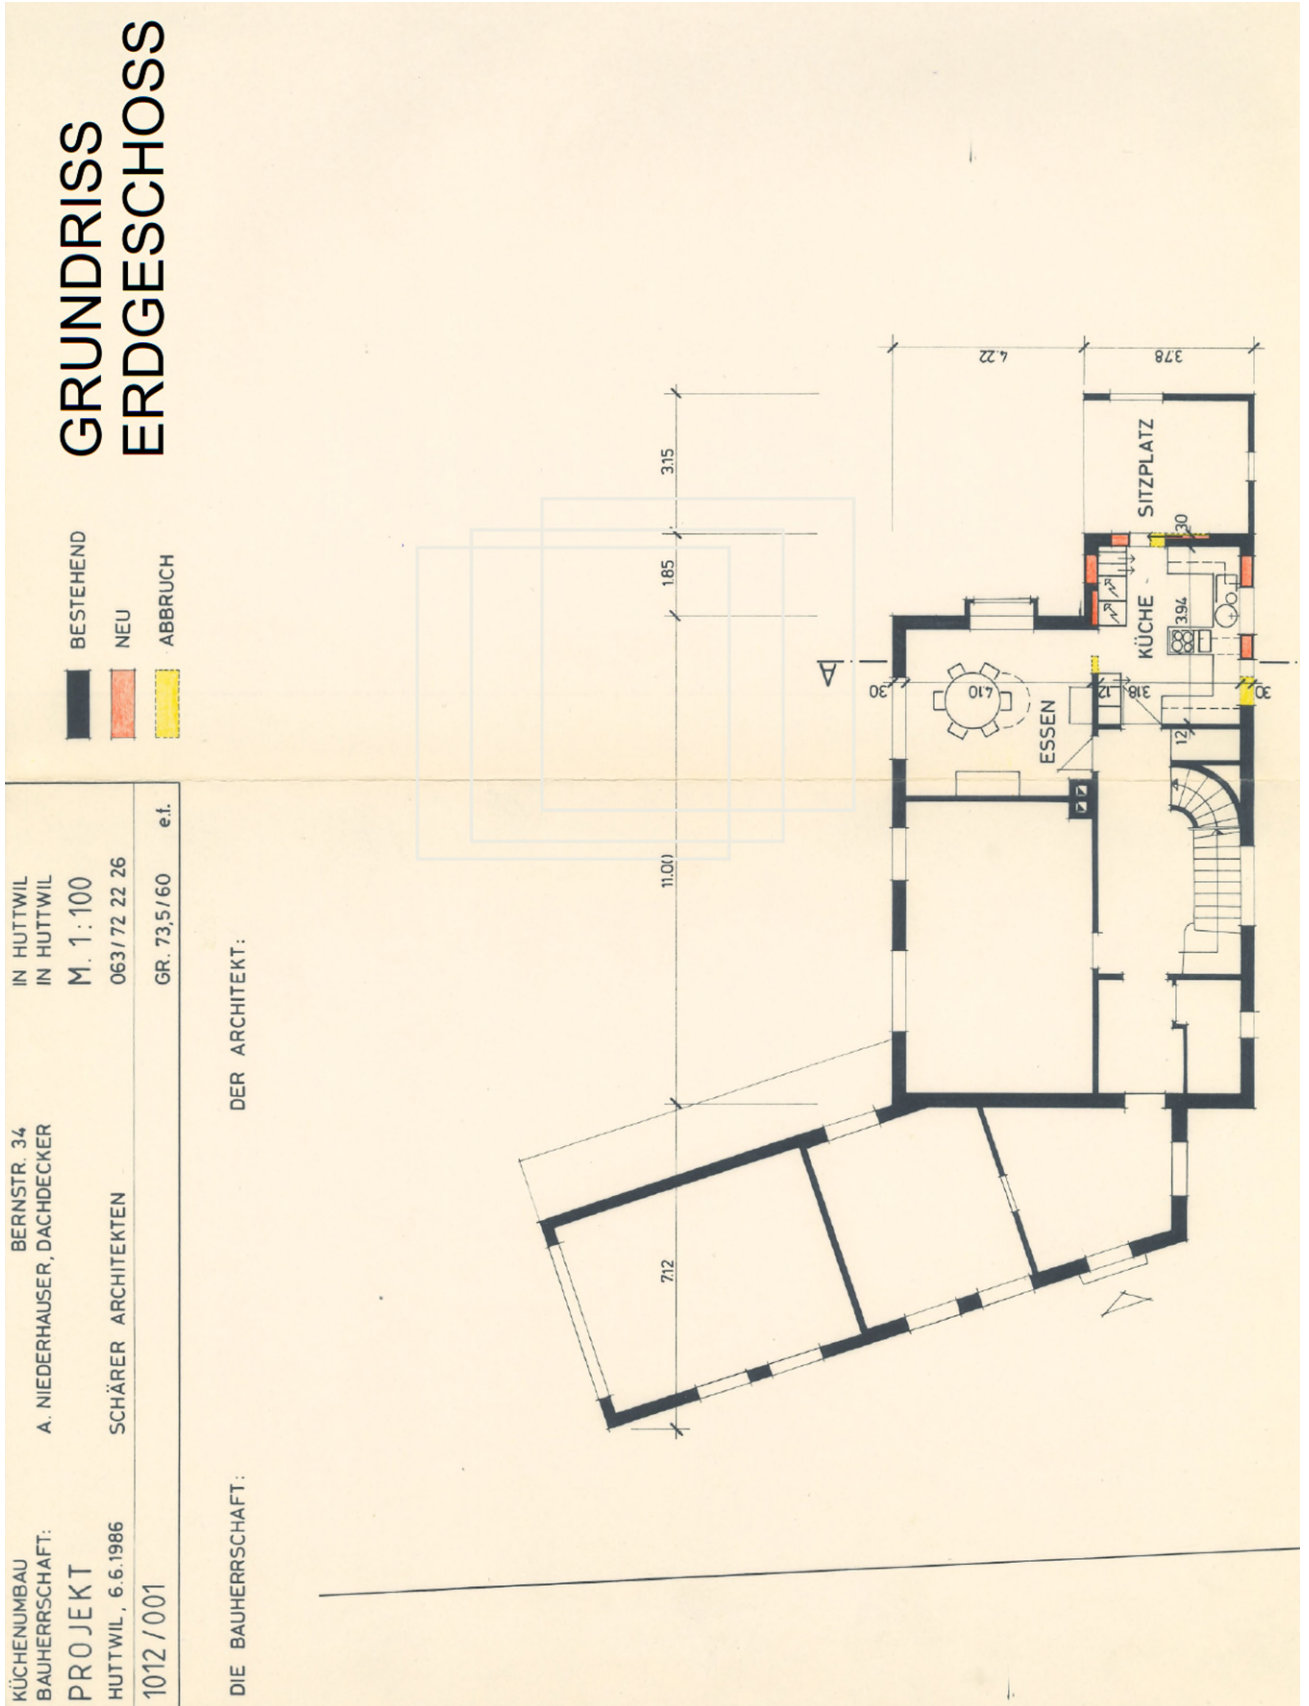 KÜCHENUMBAU BERNSTR. 34 IN HUTTWIL
BAUHERRSCHAFT: A. NIEDERHAUSER, DACHDECKER IN HUTTWIL
PROJEKT M. 1:100
HUTTWIL, 6.6.1986 SCHÄRER ARCHITEKTEN 063/72 22 26
1012/001 GR. 73,5/60 e.f.
DIE BAUHERRSCHAFT: DER ARCHITEKT:
BESTEHEND
NEU
ABBRUCH
GRUNDRISS
ERDGESCHOSS
7.12
11.00
1.85
3.15
4.22
3.78
A
30
4.10
12
3.18
30
ESSEN
KÜCHE
SITZPLATZ
12
3.94
30